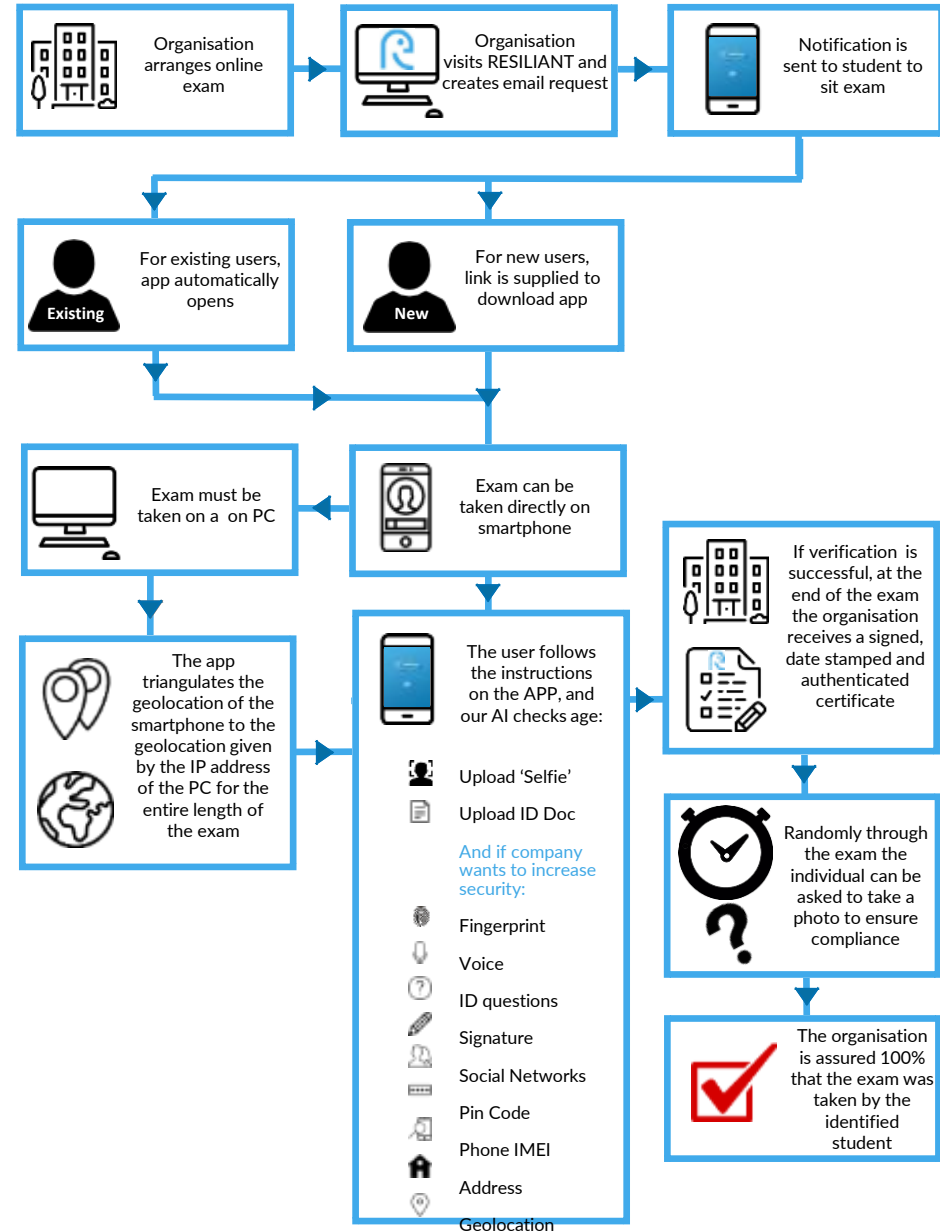 Organisation
arranges online
exam
Organisation
visits RESILIANT and
creates email request
Notification is
sent to student to
sit exam
For existing users,
app automatically
opens
Existing
For new users,
link is supplied to
download app
New
Exam must be
taken on a  on PC
Exam can be
taken directly on
smartphone
The app
triangulates the
geolocation of the
smartphone to the
geolocation given
by the IP address
of the PC for the
entire length of
the exam
The user follows
the instructions
on the APP, and
our AI checks age:
Upload ‘Selfie’
Upload ID Doc
And if company
wants to increase
security:
Fingerprint
Voice
ID questions
Signature
Social Networks
Pin Code
Phone IMEI
Address
Geolocation
If verification  is
successful, at the
end of the exam
the organisation
receives a signed,
date stamped and
authenticated
certificate
Randomly through
the exam the
individual can be
asked to take a
photo to ensure
compliance
The organisation
is assured 100%
that the exam was
taken by the
identified
student